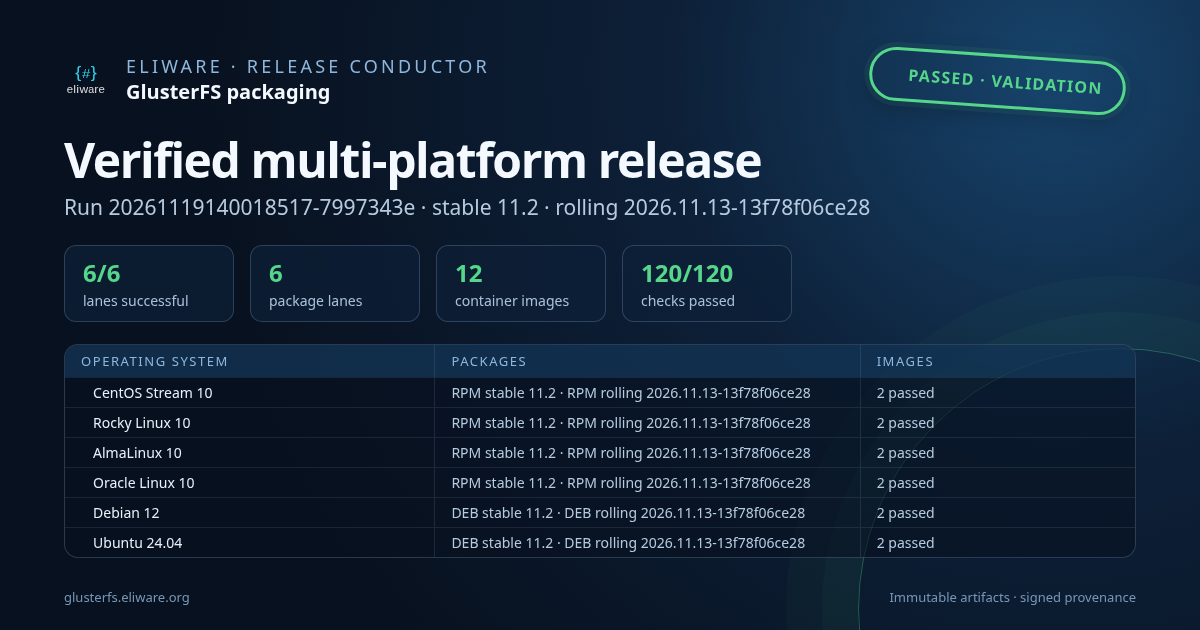 {#}
eliware
ELIWARE · RELEASE CONDUCTOR
GlusterFS packaging
PASSED · VALIDATION
Verified multi-platform release
Run 20261119140018517-7997343e · stable 11.2 · rolling 2026.11.13-13f78f06ce28
6/6
lanes successful
6
package lanes
12
container images
120/120
checks passed
OPERATING SYSTEM PACKAGES IMAGES
CentOS Stream 10 RPM stable 11.2 · RPM rolling 2026.11.13-13f78f06ce28 2 passed
Rocky Linux 10 RPM stable 11.2 · RPM rolling 2026.11.13-13f78f06ce28 2 passed
AlmaLinux 10 RPM stable 11.2 · RPM rolling 2026.11.13-13f78f06ce28 2 passed
Oracle Linux 10 RPM stable 11.2 · RPM rolling 2026.11.13-13f78f06ce28 2 passed
Debian 12 DEB stable 11.2 · DEB rolling 2026.11.13-13f78f06ce28 2 passed
Ubuntu 24.04 DEB stable 11.2 · DEB rolling 2026.11.13-13f78f06ce28 2 passed
glusterfs.eliware.org
Immutable artifacts · signed provenance